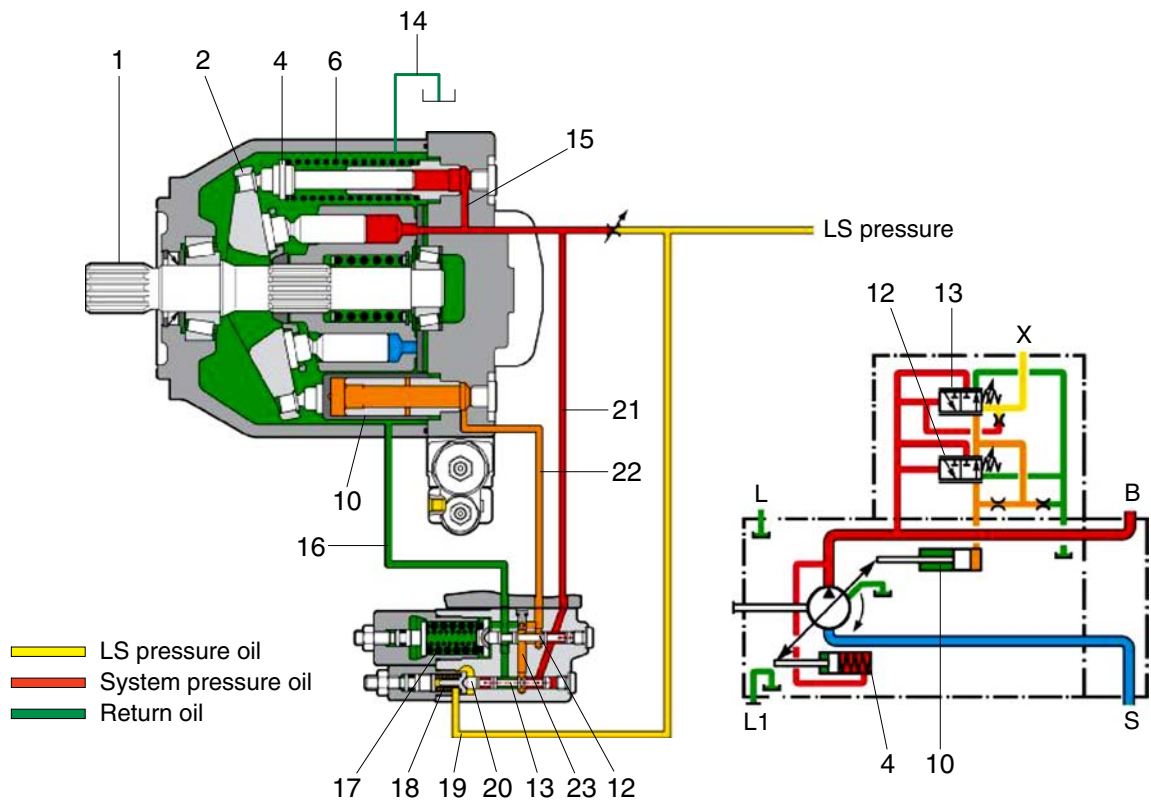 14
1 2 4 6
15
LS pressure
13
12
X
21
22
10
L
B
16
10
LS pressure oil
System pressure oil
Return oil
L1
S
17 18 19 20 13 23 12
4 10